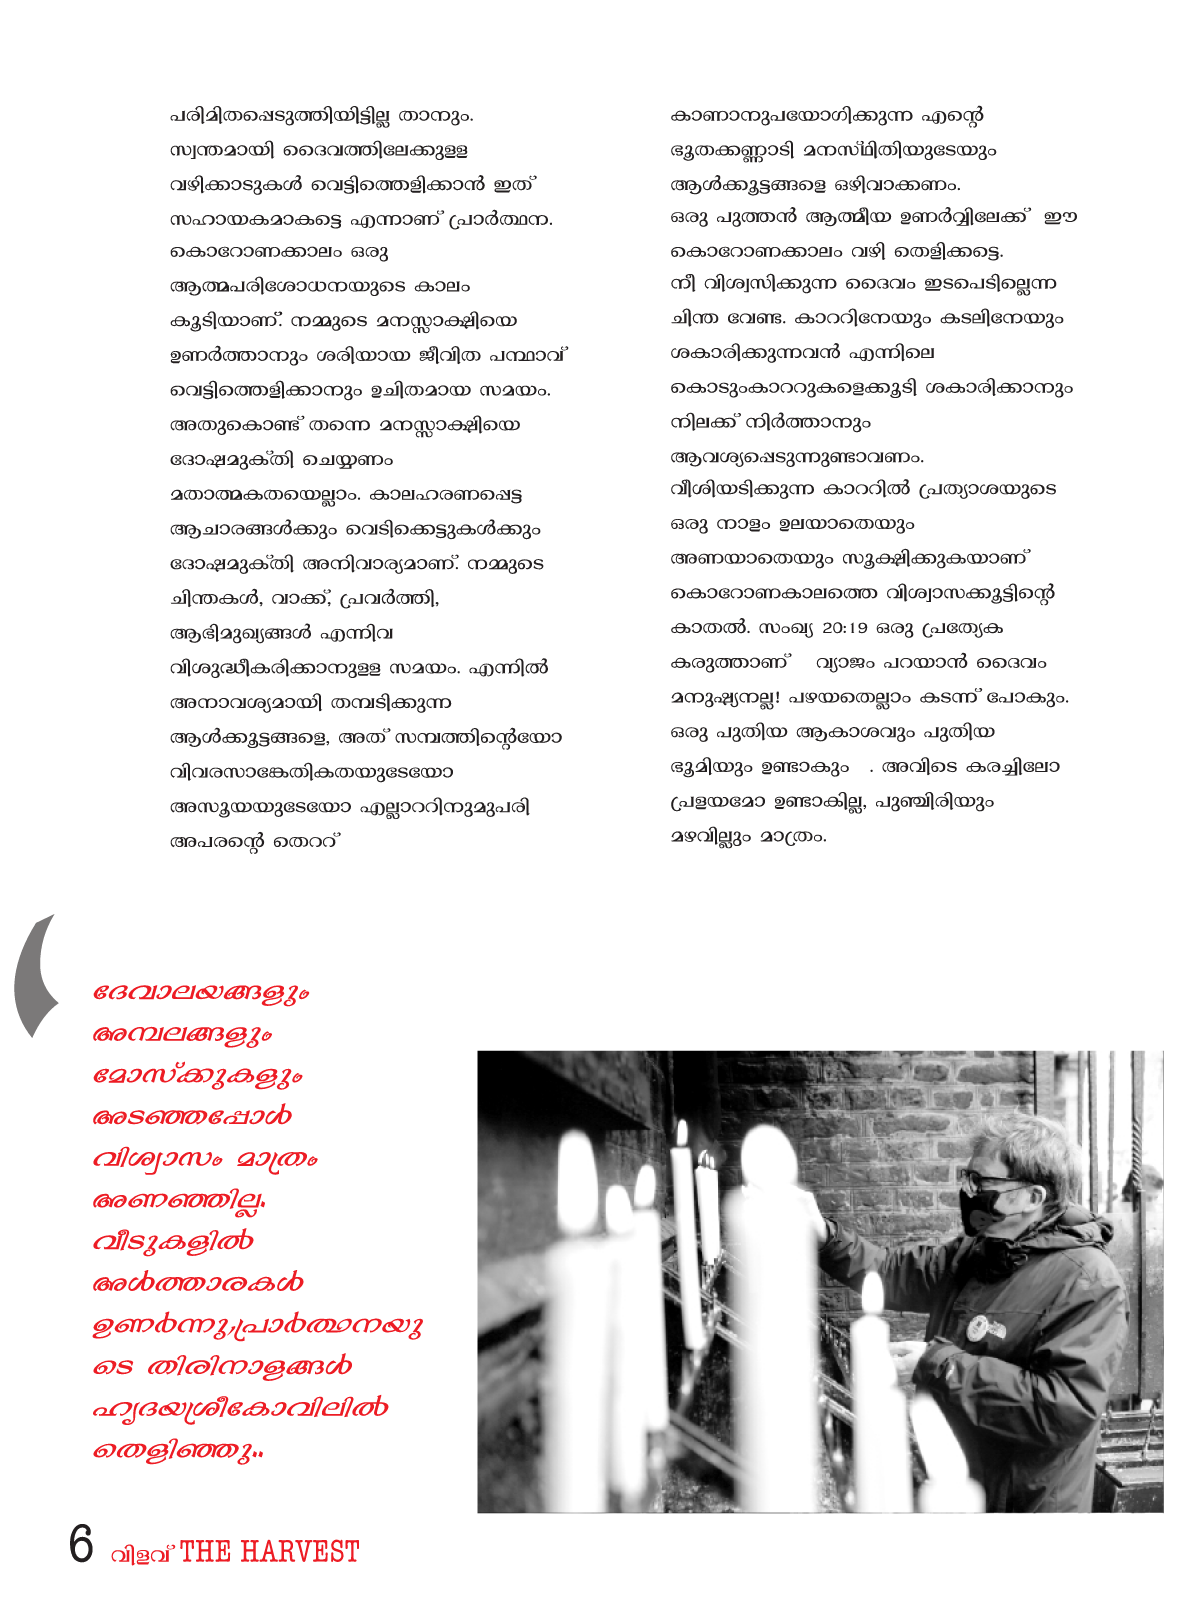 പരിമിതപ്പെടുത്തിയിട്ടില്ല താനും.
സ്വന്തമായി ദൈവത്തിലേക്കുളള
വഴിക്കാടുകൾ വെട്ടിത്തെളിക്കാൻ ഇത്
സഹായകമാകട്ടെ എന്നാണ് പ്രാർത്ഥന.
കൊറോണക്കാലം ഒരു
ആത്മപരിശോധനയുടെ കാലം
കൂടിയാണ്. നമ്മുടെ മനസ്സാക്ഷിയെ
ഉണർത്താനും ശരിയായ ജീവിത പന്ഥാവ്
വെട്ടിത്തെളിക്കാനും ഉചിതമായ സമയം.
അതുകൊണ്ട് തന്നെ മനസ്സാക്ഷിയെ
ദോഷമുക്തി ചെയ്യണം
മതാത്മകതയെല്ലാം. കാലഹരണപ്പെട്ട
ആചാരങ്ങൾക്കും വെടിക്കെട്ടുകൾക്കും
ദോഷമുക്തി അനിവാര്യമാണ്. നമ്മുടെ
ചിന്തകൾ, വാക്ക്, പ്രവർത്തി,
ആഭിമുഖ്യങ്ങൾ എന്നിവ
വിശുദ്ധീകരിക്കാനുളള സമയം. എന്നിൽ
അനാവശ്യമായി തമ്പടിക്കുന്ന
ആൾക്കൂട്ടങ്ങളെ, അത് സമ്പത്തിന്റെയോ
വിവരസാങ്കേതികതയുടേയോ
അസൂയയുടേയോ എല്ലാററിനുമുപരി
അപരന്റെ തെററ്
കാണാനുപയോഗിക്കുന്ന എന്റെ
ഭൂതക്കണ്ണാടി മനസ്ഥിതിയുടേയും
ആൾക്കൂട്ടങ്ങളെ ഒഴിവാക്കണം.
ഒരു പുത്തൻ ആത്മീയ ഉണർവ്വിലേക്ക് ഈ
കൊറോണക്കാലം വഴി തെളിക്കട്ടെ.
നീ വിശ്വസിക്കുന്ന ദൈവം ഇടപെടില്ലെന്ന
ചിന്ത വേണ്ട. കാററിനേയും കടലിനേയും
ശകാരിക്കുന്നവൻ എന്നിലെ
കൊടുംകാററുകളെക്കൂടി ശകാരിക്കാനും
നിലക്ക് നിർത്താനും
ആവശ്യപ്പെടുന്നുണ്ടാവണം.
വീശിയടിക്കുന്ന കാററിൽ പ്രത്യാശയുടെ
ഒരു നാളം ഉലയാതെയും
അണയാതെയും സൂക്ഷിക്കുകയാണ്
കൊറോണകാലത്തെ വിശ്വാസക്കൂട്ടിന്റെ
കാതൽ. സംഖ്യ 20:19 ഒരു പ്രത്യേക
കരുത്താണ് വ്യാജം പറയാൻ ദൈവം
മനുഷ്യനല്ല! പഴയതെല്ലാം കടന്ന് പോകും.
ഒരു പുതിയ ആകാശവും പുതിയ
ഭൂമിയും ഉണ്ടാകും . അവിടെ കരച്ചിലോ
പ്രളയമോ ഉണ്ടാകില്ല, പുഞ്ചിരിയും
മഴവില്ലും മാത്രം.
ദേവാലയങ്ങളും
അമ്പലങ്ങളും
മോസ്ക്കുകളും
അടഞ്ഞപ്പോൾ
വിശ്വാസം മാത്രം
അണഞ്ഞില്ല.
വീടുകളിൽ
അൾത്താരകൾ
ഉണർന്നു,പ്രാർത്ഥനയു
ടെ തിരിനാളങ്ങൾ
ഹൃദയശ്രീകോവിലിൽ
തെളിഞ്ഞു..
6 വിളവ് THE HARVEST